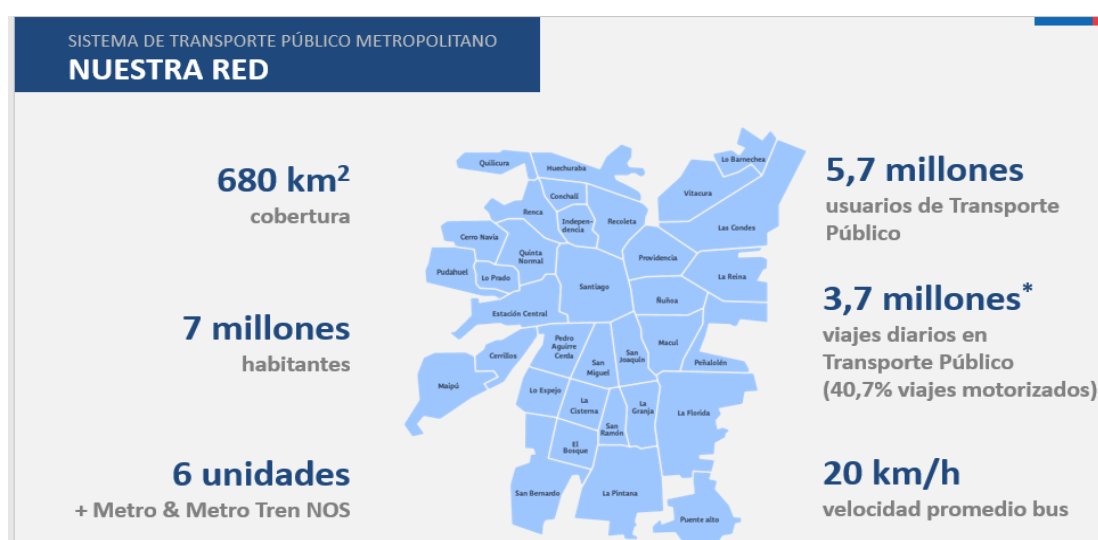 SISTEMA DE TRANSPORTE PÚBLICO METROPOLITANO
NUESTRA RED
680 km²
cobertura
7 millones
habitantes
6 unidades
+ Metro & Metro Tren NOS
Quilicura
Huechuraba
Lo Barnechea
Conchalí
Vitacura
Renca
Indepen-
dencia
Recoleta
Las Condes
Cerro Navia
Quinta
Normal
Providencia
Pudahuel
Lo Prado
La Reina
Santiago
Ñuñoa
Estación Central
Pedro
Aguirre
Cerda
Macul
San
Joaquín
Cerrillos
San
Miguel
Peñalolén
Maipú
Lo Espejo
La
Cisterna
La
Granja
La Florida
San
Ramón
El
Bosque
San Bernardo
La Pintana
Puente alto
5,7 millones
usuarios de Transporte
Público
3,7 millones*
viajes diarios en
Transporte Público
(40,7% viajes motorizados)
20 km/h
velocidad promedio bus